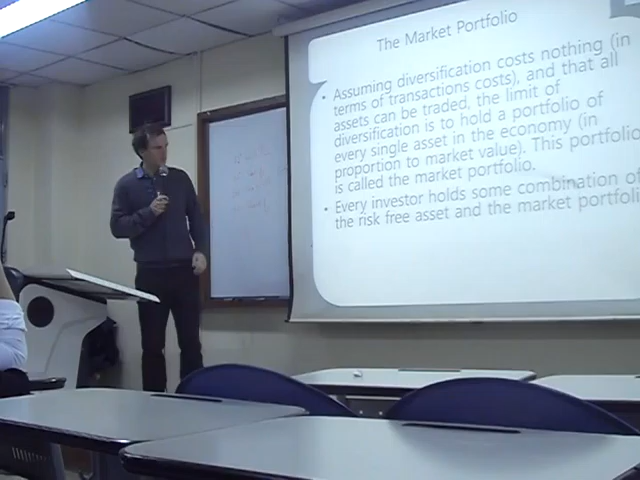 The Market Portfolio
• Assuming diversification costs nothing (in
terms of transactions costs), and that all
assets can be traded, the limit of
diversification is to hold a portfolio of
every single asset in the economy (in
proportion to market value). This portfolio
is called the market portfolio.
• Every investor holds some combination of
the risk free asset and the market portfoli